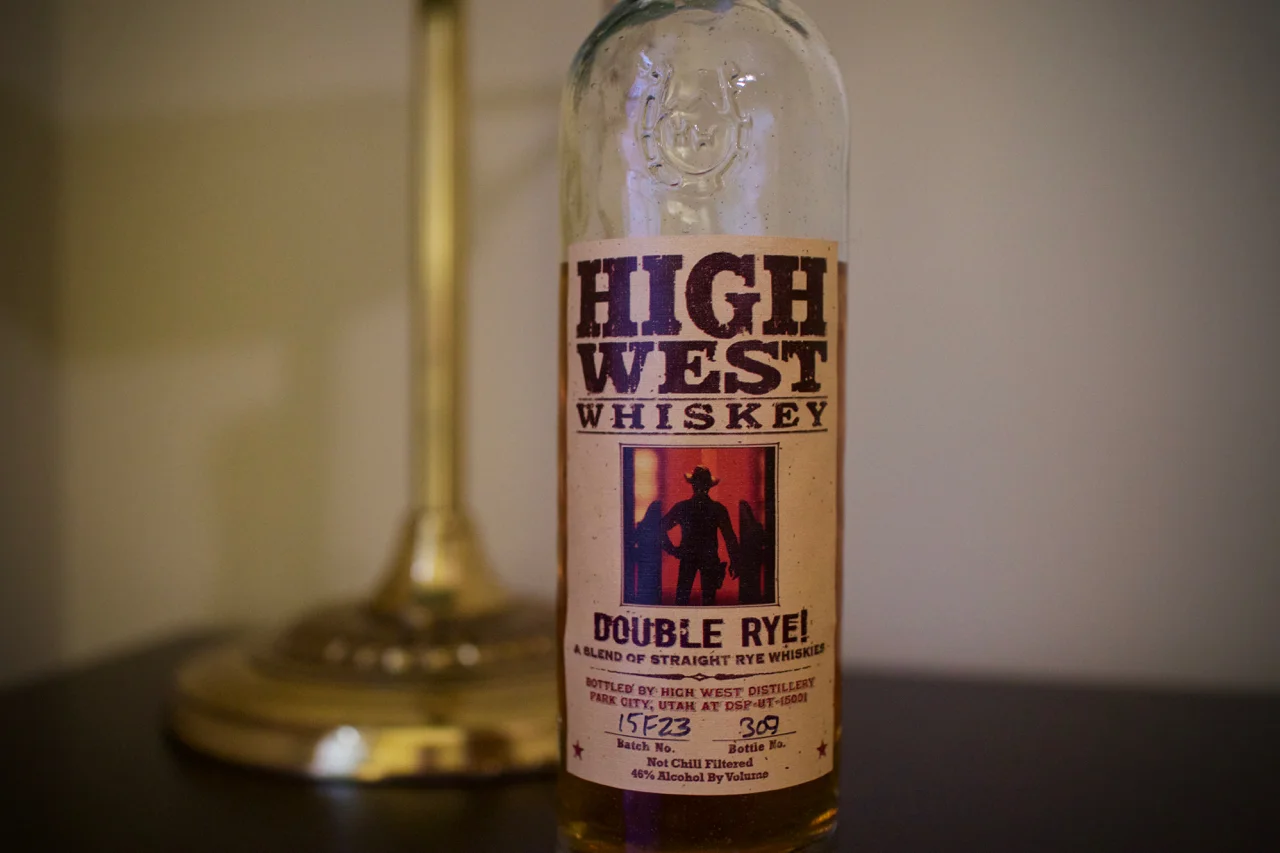 HIGH
WEST
WHISKEY
DOUBLE RYE!
A BLEND OF STRAIGHT RYE WHISKIES
BOTTLED BY HIGH WEST DISTILLERY
PARK CITY, UTAH AT DSP-UT-15001
15F23 309
Batch No. Bottle No.
Not Chill Filtered
46% Alcohol By Volume